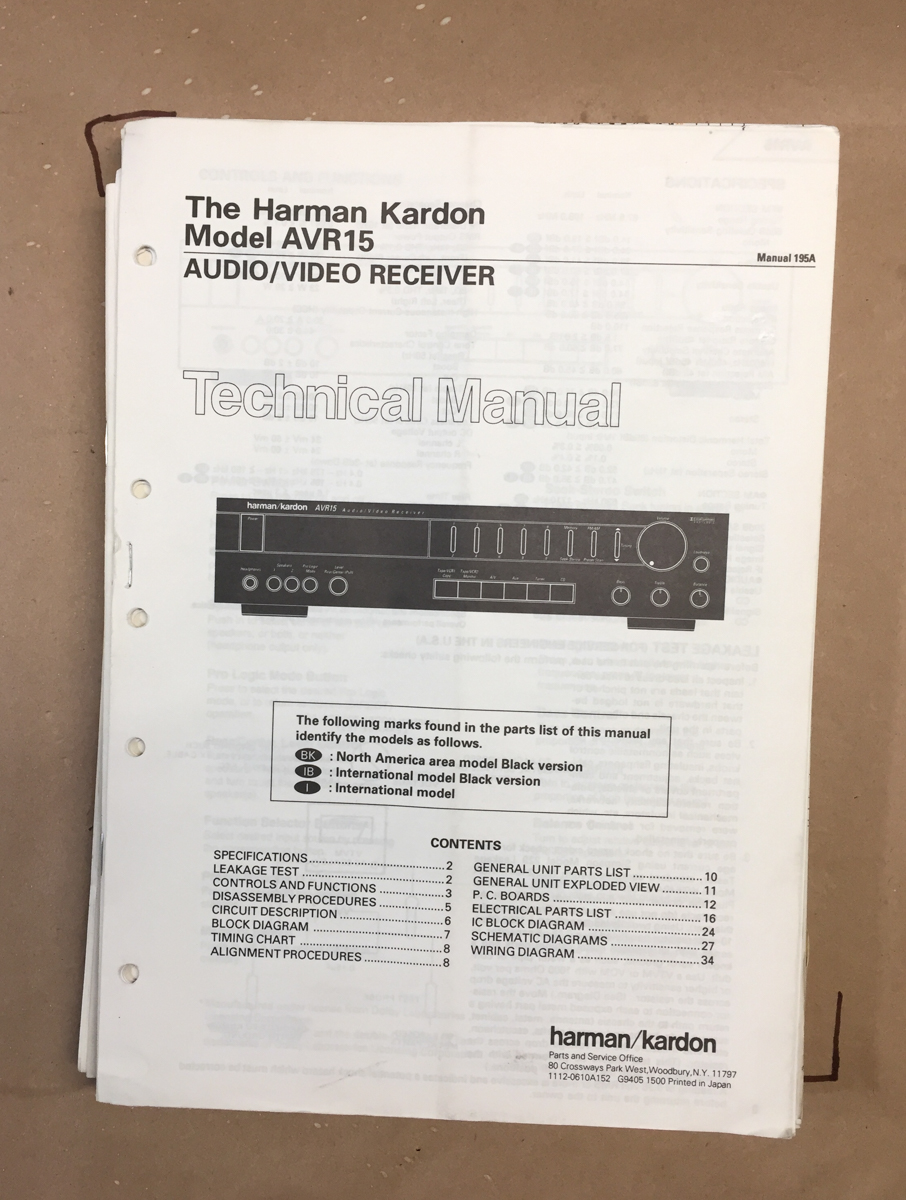 The Harman Kardon
Model AVR15
Manual 195A
AUDIO/VIDEO RECEIVER
Technical Manual
harman/kardon AVR15 Audio/Video Receiver
Power
Volume
The following marks found in the parts list of this manual
identify the models as follows.
BK : North America area model Black version
IB : International model Black version
I : International model
CONTENTS
SPECIFICATIONS 2
LEAKAGE TEST 2
CONTROLS AND FUNCTIONS 3
DISASSEMBLY PROCEDURES 5
CIRCUIT DESCRIPTION 6
BLOCK DIAGRAM 7
TIMING CHART 8
ALIGNMENT PROCEDURES 8
GENERAL UNIT PARTS LIST 10
GENERAL UNIT EXPLODED VIEW 11
P. C. BOARDS 12
ELECTRICAL PARTS LIST 16
IC BLOCK DIAGRAM 24
SCHEMATIC DIAGRAMS 27
WIRING DIAGRAM 34
harman/kardon
Parts and Service Office
80 Crossways Park West,Woodbury,N.Y. 11797
1112-0610A152 G9405 1500 Printed in Japan